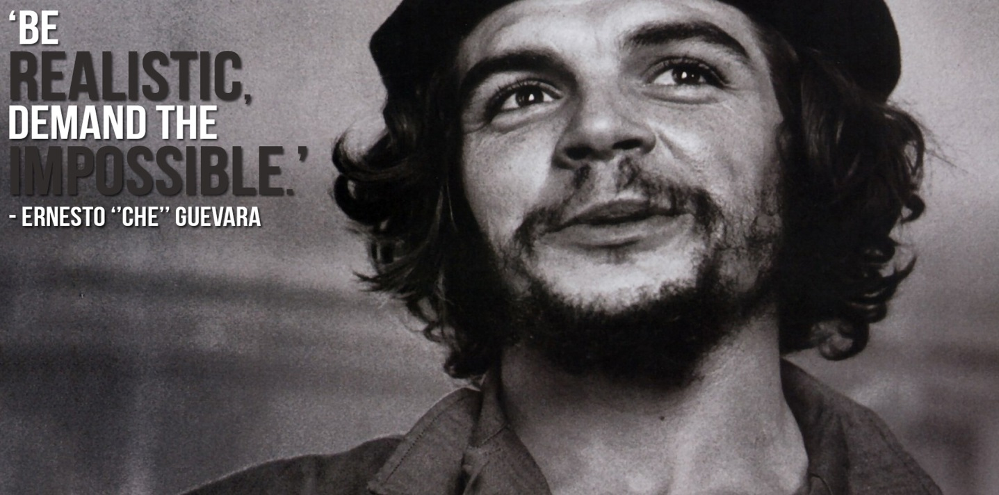 ‘BE
REALISTIC,
DEMAND THE
IMPOSSIBLE.’
- ERNESTO ‘’CHE’’ GUEVARA